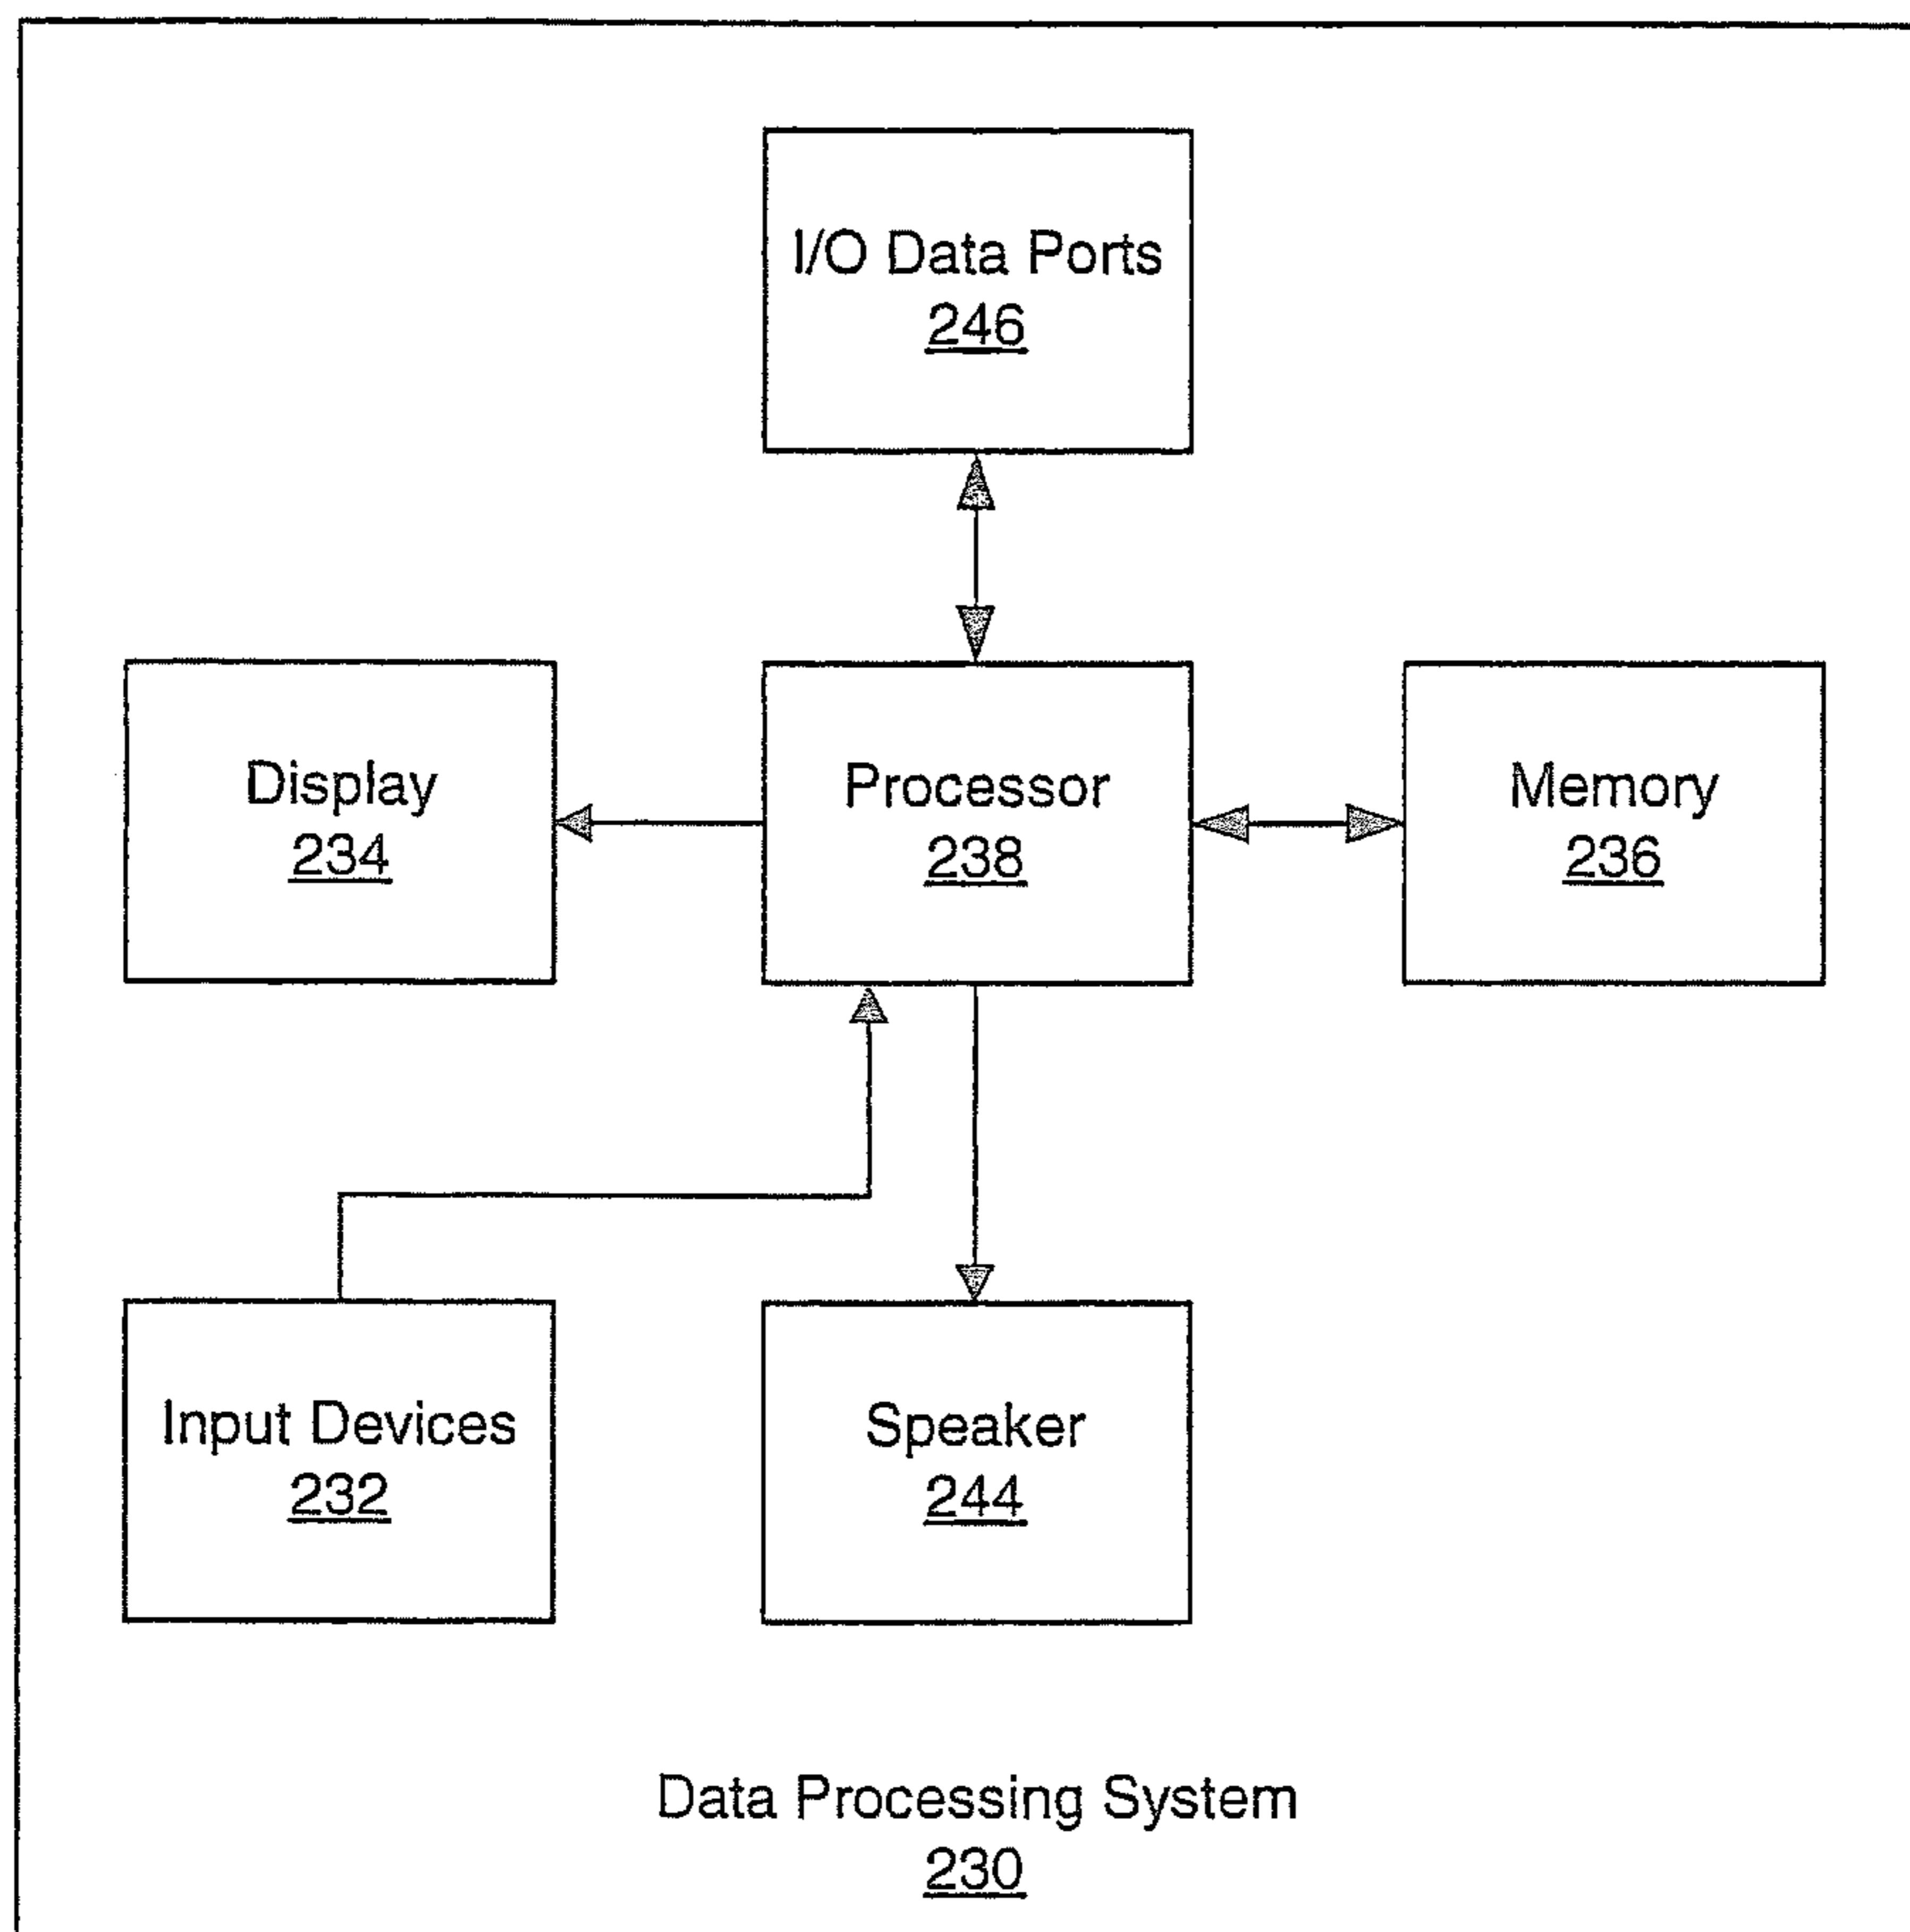 I/O Data Ports
246
Display
234
Processor
238
Memory
236
Input Devices
232
Speaker
244
Data Processing System
230